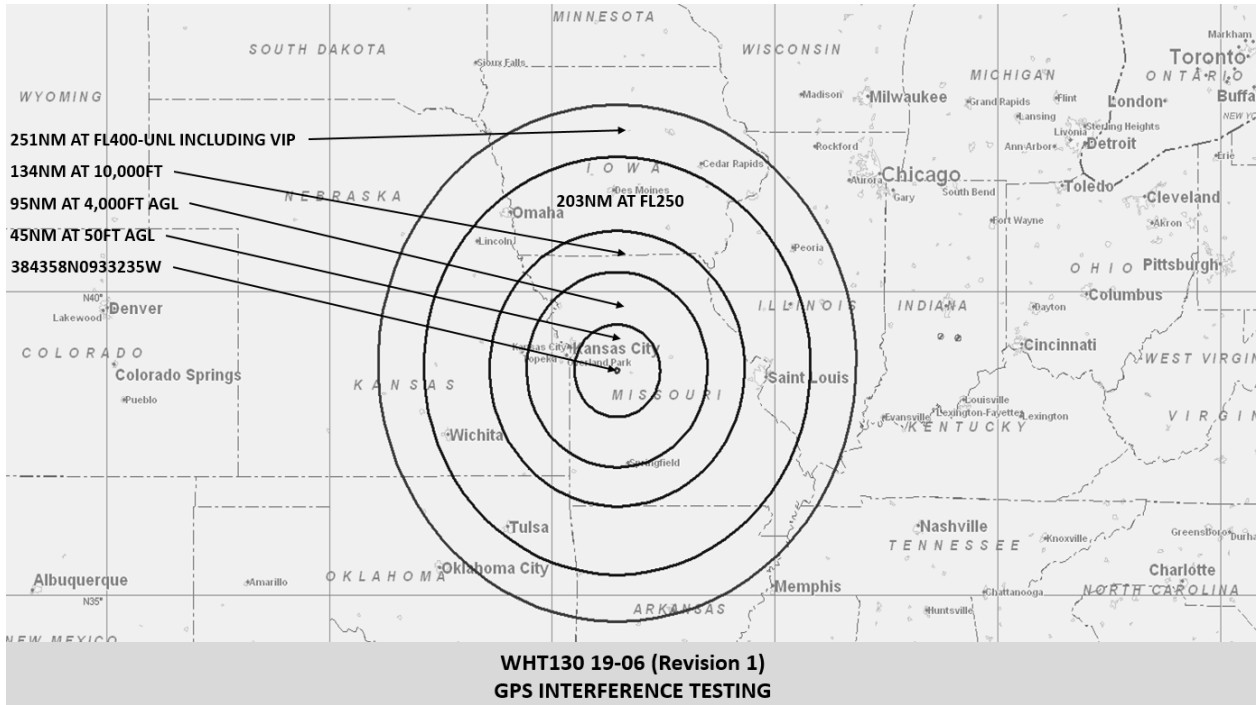 MINNESOTA
SOUTH DAKOTA
WISCONSIN
Markham
Toronto
Sioux Falls
MICHIGAN
ONTARIO
WYOMING
Madison
Milwaukee
Grand Rapids
Flint
London
Buffa
Lansing
NEW Y
Sterling Heights
Livonia
251NM AT FL400-UNL INCLUDING VIP
Rockford
Ann Arbor
Detroit
Erie
134NM AT 10,000FT
IOWA
Cedar Rapids
Aurora
Chicago
Toledo
NEBRASKA
Des Moines
Gary
South Bend
Cleveland
95NM AT 4,000FT AGL
203NM AT FL250
Omaha
Fort Wayne
Akron
45NM AT 50FT AGL
Lincoln
Peoria
384358N0933235W
OHIO
Pittsburgh
N40°
Denver
ILLINOIS
INDIANA
Columbus
Lakewood
Dayton
COLORADO
Kansas City
Kansas City
Cincinnati
Topeka
Overland Park
WEST VIRGIN
Colorado Springs
KANSAS
MISSOURI
Saint Louis
Pueblo
Louisville
Evansville
Lexington-Fayette
Lexington
VIRGIN
KENTUCKY
Wichita
Springfield
Tulsa
Nashville
TENNESSEE
Knoxville
Greensboro
Durha
Albuquerque
Amarillo
OKLAHOMA
Oklahoma City
Memphis
Chattanooga
Charlotte
NORTH CAROLINA
N35°
ARKANSAS
Huntsville
NEW MEXICO
WHT130 19-06 (Revision 1)
GPS INTERFERENCE TESTING